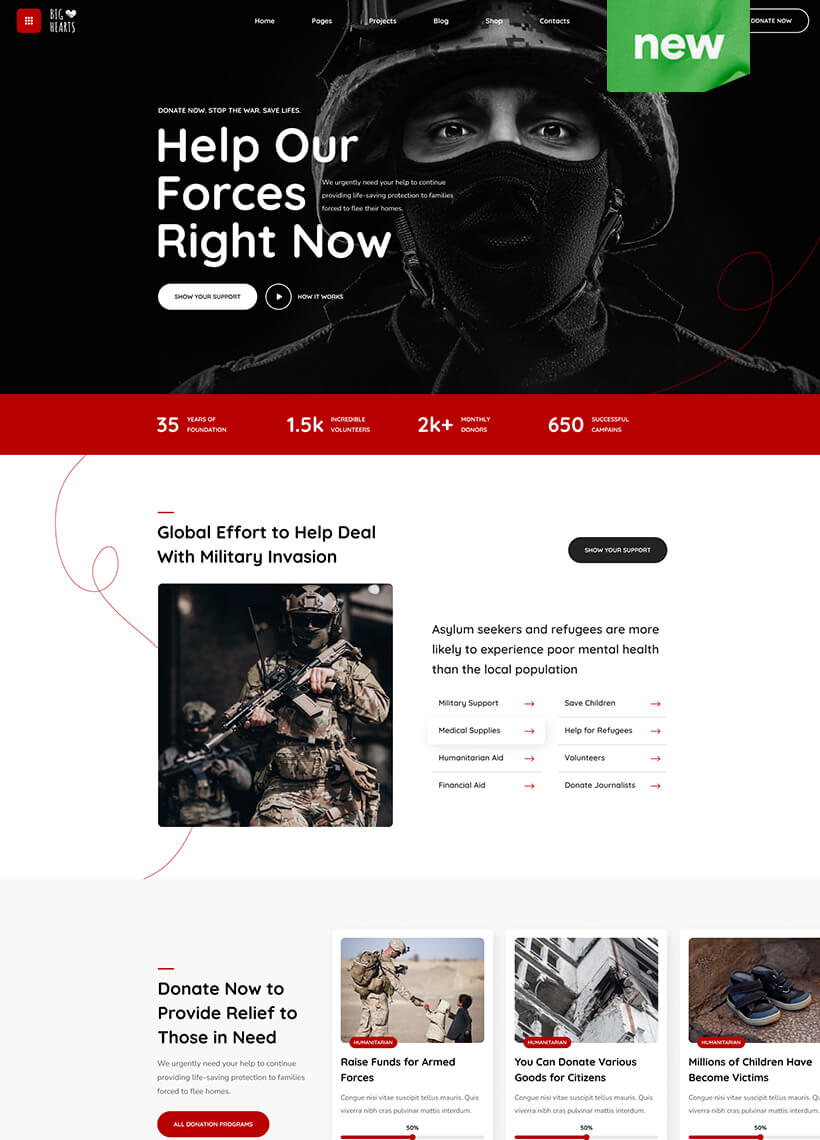 BIG
HEARTS
Home
Pages
Projects
Blog
Shop
Contacts
new
DONATE NOW
DONATE NOW. STOP THE WAR. SAVE LIFES.
Help Our
Forces
Right Now
We urgently need your help to continue
providing life-saving protection to families
forced to flee their homes.
SHOW YOUR SUPPORT
HOW IT WORKS
35
YEARS OF
FOUNDATION
1.5k
INCREDIBLE
VOLUNTEERS
2k+
MONTHLY
DONORS
650
SUCCESSFUL
CAMPAINS
Global Effort to Help Deal
With Military Invasion
SHOW YOUR SUPPORT
Asylum seekers and refugees are more
likely to experience poor mental health
than the local population
Military Support
Save Children
Medical Supplies
Help for Refugees
Humanitarian Aid
Volunteers
Financial Aid
Donate Journalists
Donate Now to
Provide Relief to
Those in Need
We urgently need your help to continue
providing life-saving protection to families
forced to flee homes.
ALL DONATION PROGRAMS
HUMANITARIAN
Raise Funds for Armed
Forces
Congue nisi vitae suscipit tellus mauris. Quis
viverra nibh cras pulvinar mattis interdum.
50%
HUMANITARIAN
You Can Donate Various
Goods for Citizens
Congue nisi vitae suscipit tellus mauris. Quis
viverra nibh cras pulvinar mattis interdum.
50%
HUMANITARIAN
Millions of Children Have
Become Victims
Congue nisi vitae suscipit tellus mauris.
viverra nibh cras pulvinar mattis interdum.
50%